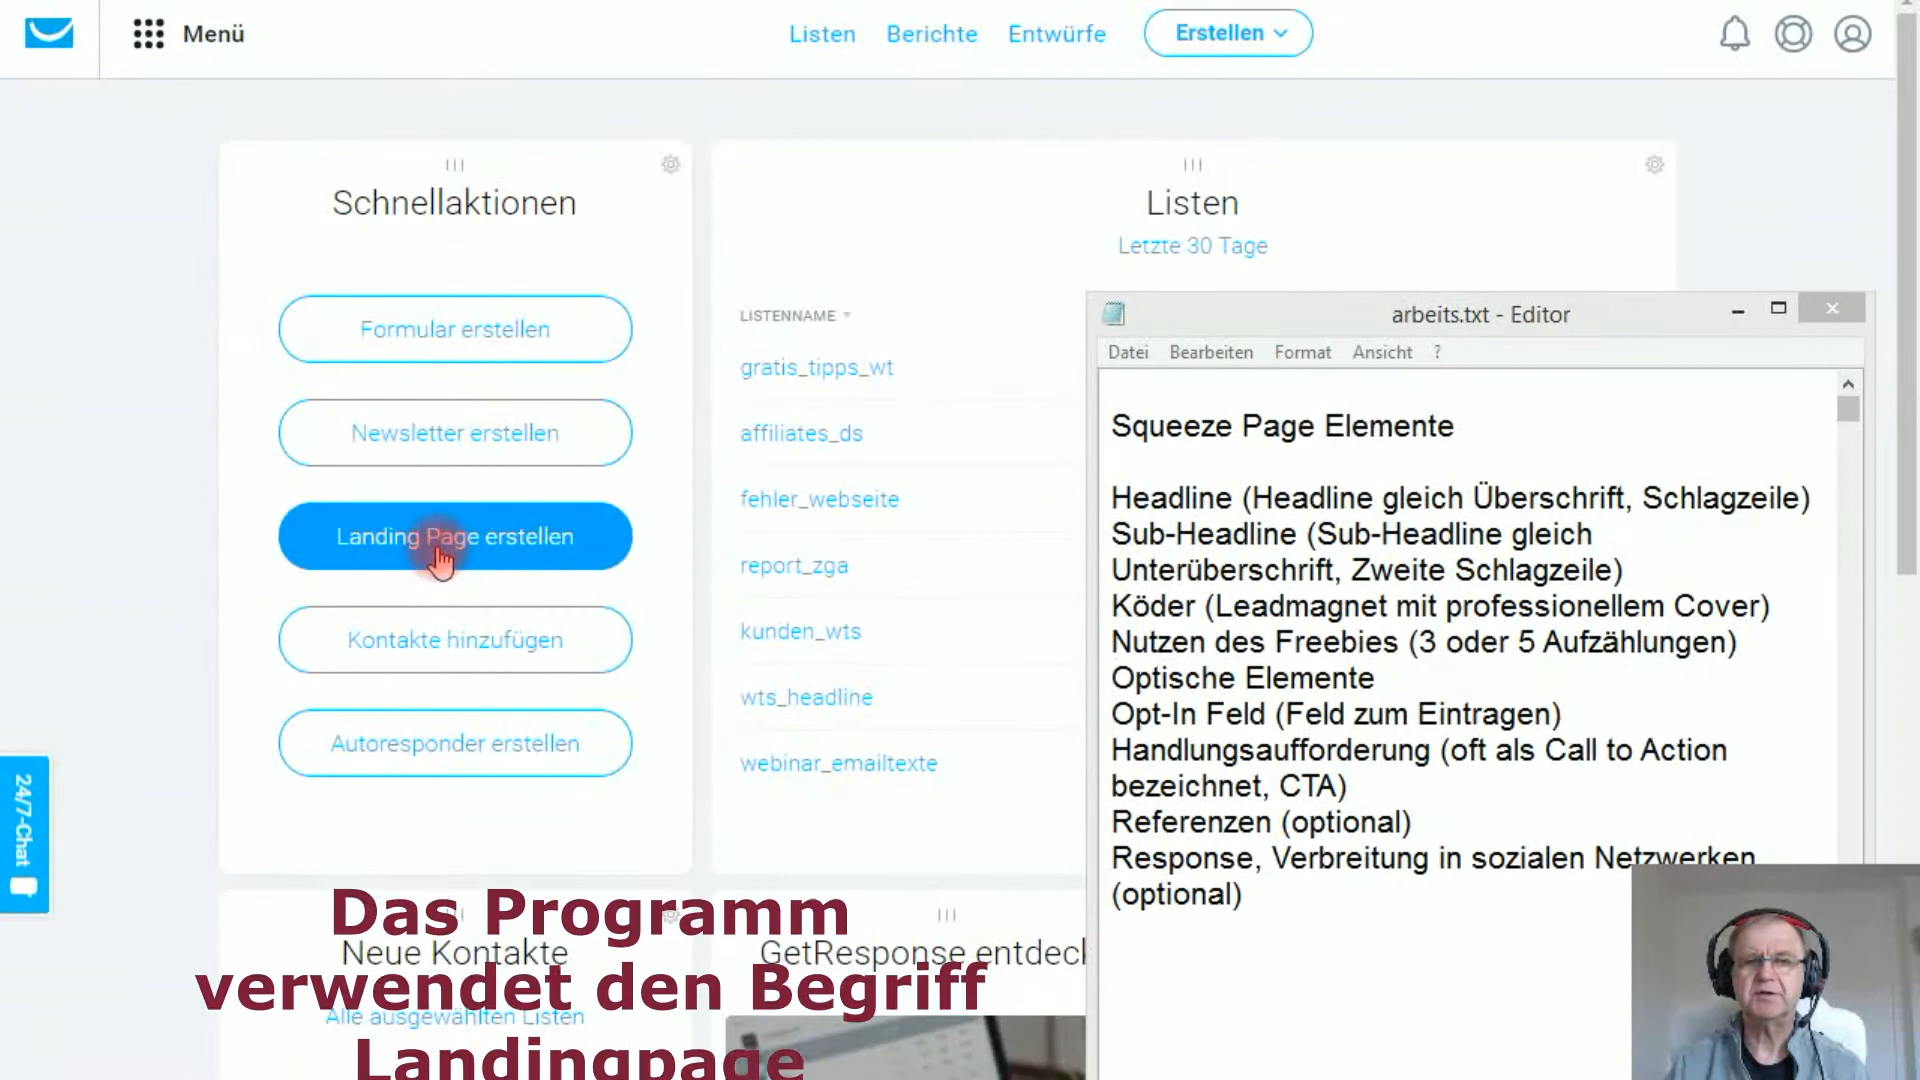 Menü
Listen
Berichte
Entwürfe
Erstellen
Schnellaktionen
Formular erstellen
Newsletter erstellen
Landing Page erstellen
Kontakte hinzufügen
Autoresponder erstellen
Listen
Letzte 30 Tage
LISTENNAME
gratis_tipps_wt
affiliates_ds
fehler_webseite
report_zga
kunden_wts
wts_headline
webinar_emailtexte
arbeits.txt - Editor
Datei Bearbeiten Format Ansicht ?
Squeeze Page Elemente
Headline (Headline gleich Überschrift, Schlagzeile)
Sub-Headline (Sub-Headline gleich
Unterüberschrift, Zweite Schlagzeile)
Köder (Leadmagnet mit professionellem Cover)
Nutzen des Freebies (3 oder 5 Aufzählungen)
Optische Elemente
Opt-In Feld (Feld zum Eintragen)
Handlungsaufforderung (oft als Call to Action
bezeichnet, CTA)
Referenzen (optional)
Response, Verbreitung in sozialen Netzwerken
(optional)
24/7-Chat
Neue Kontakte
Alle ausgewählten Listen
GetResponse entdeck
Das Programm
verwendet den Begriff
Landingpage